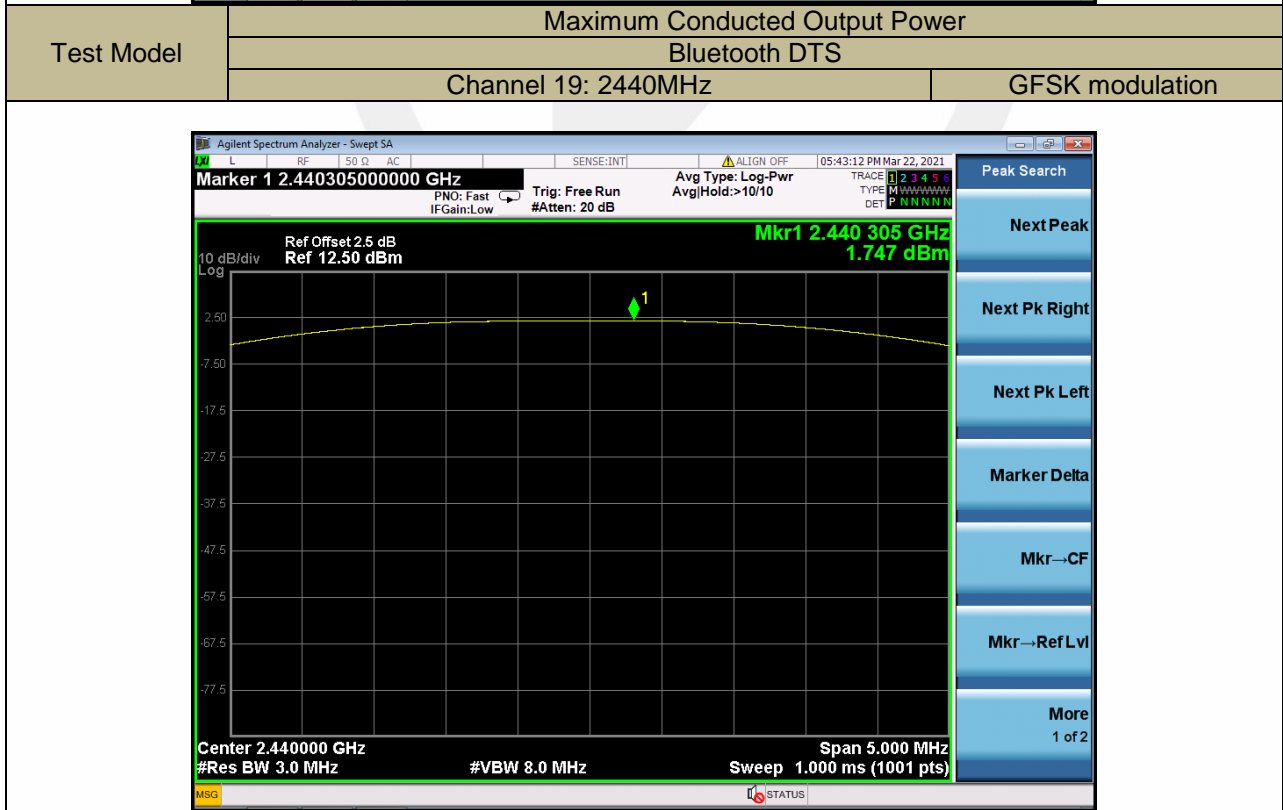 Test Model
Maximum Conducted Output Power
Bluetooth DTS
Channel 19: 2440MHz
GFSK modulation
Agilent Spectrum Analyzer - Swept SA
LXI L RF 50 Ω AC SENSE:INT ALIGN OFF 05:43:12 PM Mar 22, 2021
Marker 1 2.440305000000 GHz
PNO: Fast
IFGain:Low
Trig: Free Run
#Atten: 20 dB
Avg Type: Log-Pwr
Avg|Hold:>10/10
TRACE 1 2 3 4 5 6
TYPE M WWWWW
DET P N N N N N
Mkr1 2.440 305 GHz
1.747 dBm
Ref Offset 2.5 dB
10 dB/div Ref 12.50 dBm
Log
1
2.50
-7.50
-17.5
-27.5
-37.5
-47.5
-57.5
-67.5
-77.5
Center 2.440000 GHz
Span 5.000 MHz
#Res BW 3.0 MHz
#VBW 8.0 MHz
Sweep 1.000 ms (1001 pts)
MSG
STATUS
Peak Search
Next Peak
Next Pk Right
Next Pk Left
Marker Delta
Mkr→CF
Mkr→Ref Lvl
More
1 of 2